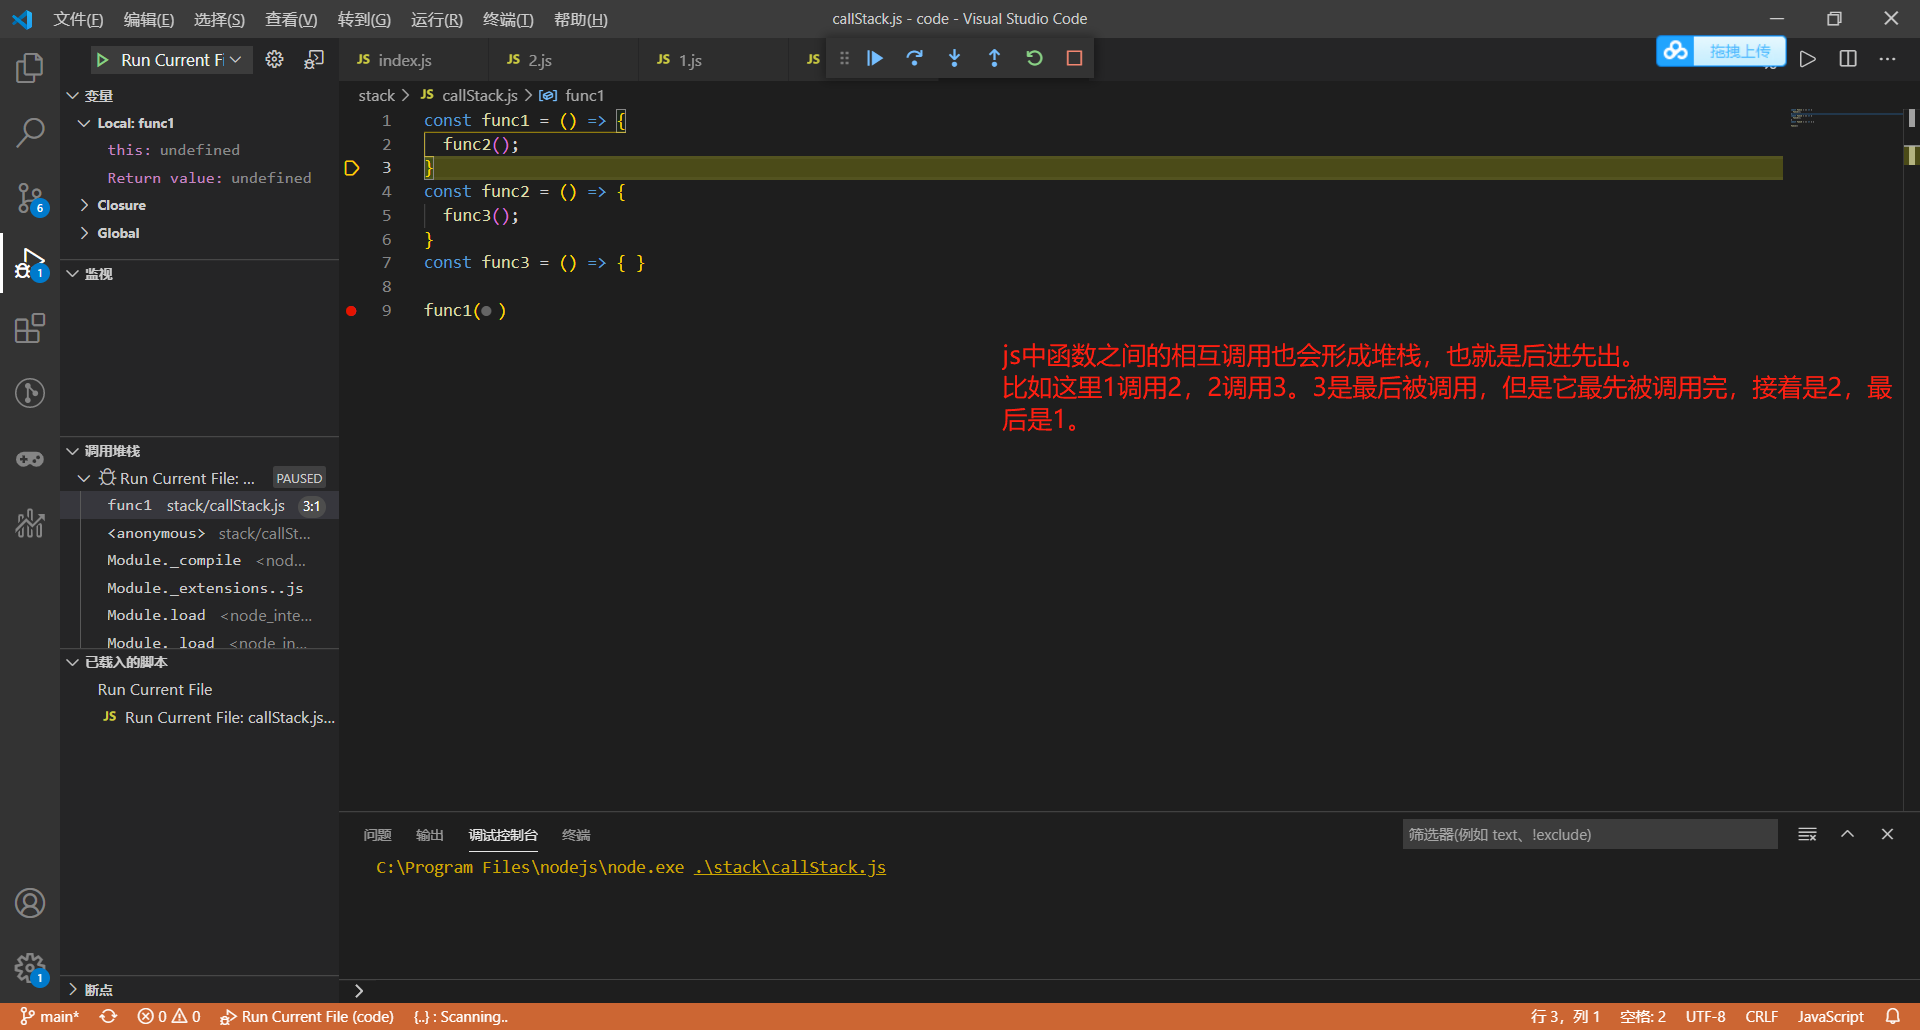 文件(F) 编辑(E) 选择(S) 查看(V) 转到(G) 运行(R) 终端(T) 帮助(H) callStack.js - code - Visual Studio Code
Run Current Fi
JS index.js JS 2.js JS 1.js JS
拖拽上传
变量
Local: func1
this: undefined
Return value: undefined
Closure
Global
监视
调用堆栈
Run Current File: ... PAUSED
func1 stack/callStack.js 3:1
<anonymous> stack/callSt...
Module._compile <nod...
Module._extensions..js
Module.load <node_inte...
Module._load <node_in...
已载入的脚本
Run Current File
JS Run Current File: callStack.js...
断点
stack > JS callStack.js > func1
1 const func1 = () => {
2 func2();
3 }
4 const func2 = () => {
5 func3();
6 }
7 const func3 = () => { }
8
9 func1( )
js中函数之间的相互调用也会形成堆栈，也就是后进先出。
比如这里1调用2，2调用3。3是最后被调用，但是它最先被调用完，接着是2，最
后是1。
问题 输出 调试控制台 终端 筛选器(例如 text、!exclude)
C:\Program Files\nodejs\node.exe .\stack\callStack.js
6
1
1
main* 0 0 Run Current File (code) {..} : Scanning.. 行 3，列 1 空格: 2 UTF-8 CRLF JavaScript